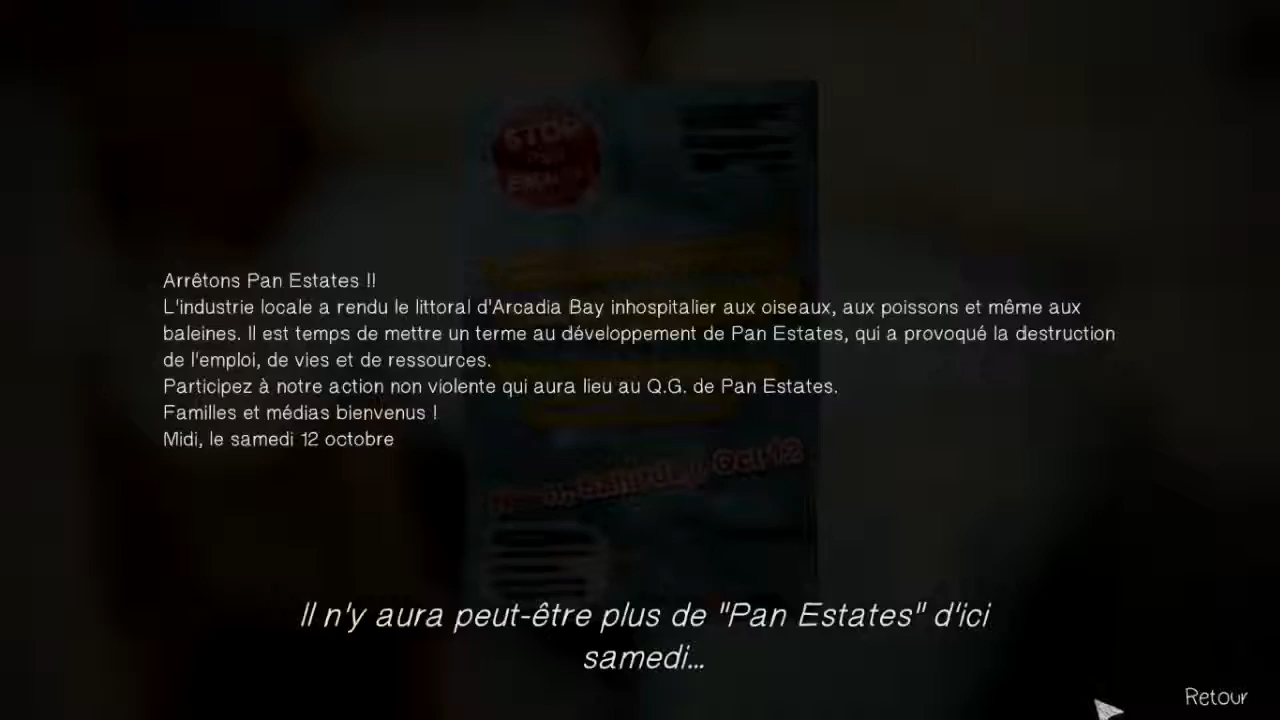 STOP
Arrêtons Pan Estates !!
L'industrie locale a rendu le littoral d'Arcadia Bay inhospitalier aux oiseaux, aux poissons et même aux
baleines. Il est temps de mettre un terme au développement de Pan Estates, qui a provoqué la destruction
de l'emploi, de vies et de ressources.
Participez à notre action non violente qui aura lieu au Q.G. de Pan Estates.
Familles et médias bienvenus !
Midi, le samedi 12 octobre
Il n'y aura peut-être plus de "Pan Estates" d'ici
samedi...
Retour